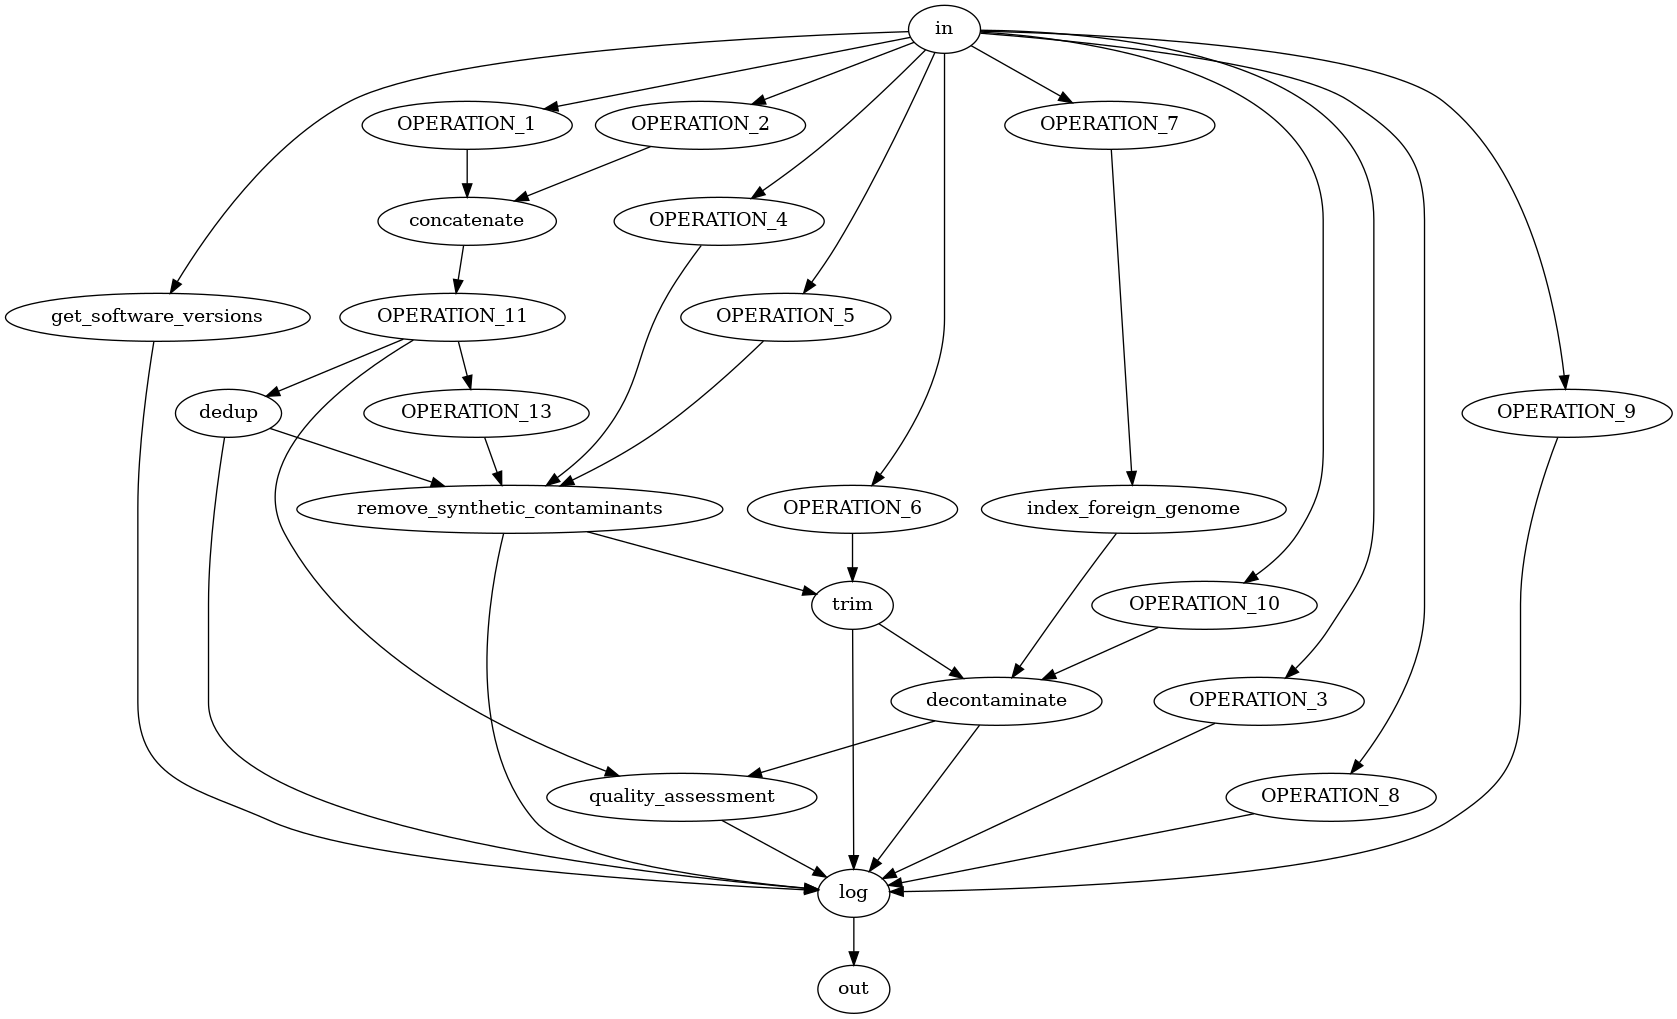 in
OPERATION_1
OPERATION_2
OPERATION_7
concatenate
OPERATION_4
get_software_versions
OPERATION_11
OPERATION_5
dedup
OPERATION_13
OPERATION_9
remove_synthetic_contaminants
OPERATION_6
index_foreign_genome
trim
OPERATION_10
decontaminate
OPERATION_3
quality_assessment
OPERATION_8
log
out